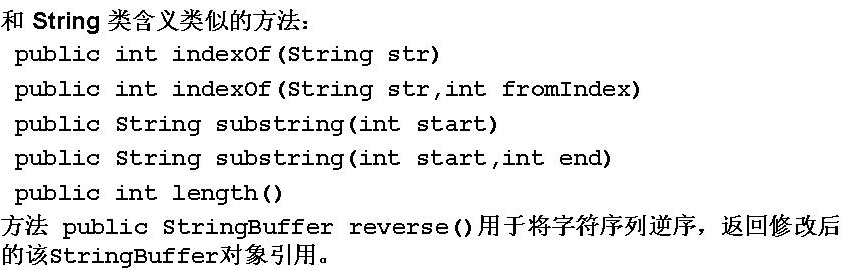 和 String 类含义类似的方法:
public int indexOf(String str)
public int indexOf(String str,int fromIndex)
public String substring(int start)
public String substring(int start,int end)
public int length()
方法 public StringBuffer reverse()用于将字符序列逆序，返回修改后
的该StringBuffer对象引用。